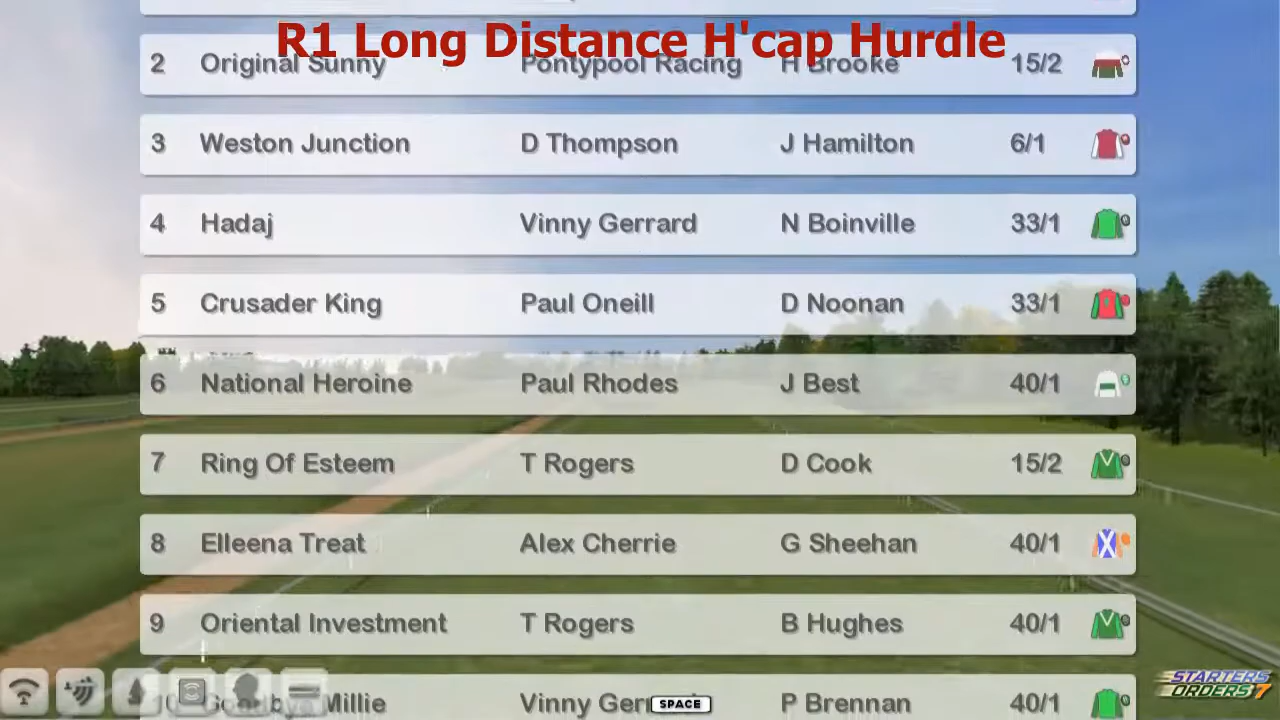 R1 Long Distance H'cap Hurdle
2 Original Sunny Pontypool Racing H Brooke 15/2
3 Weston Junction D Thompson J Hamilton 6/1
4 Hadaj Vinny Gerrard N Boinville 33/1
5 Crusader King Paul Oneill D Noonan 33/1
6 National Heroine Paul Rhodes J Best 40/1
7 Ring Of Esteem T Rogers D Cook 15/2
8 Elleena Treat Alex Cherrie G Sheehan 40/1
9 Oriental Investment T Rogers B Hughes 40/1
10 Goodbye Millie Vinny P Brennan 40/1
SPACE
STARTERS
ORDERS 7